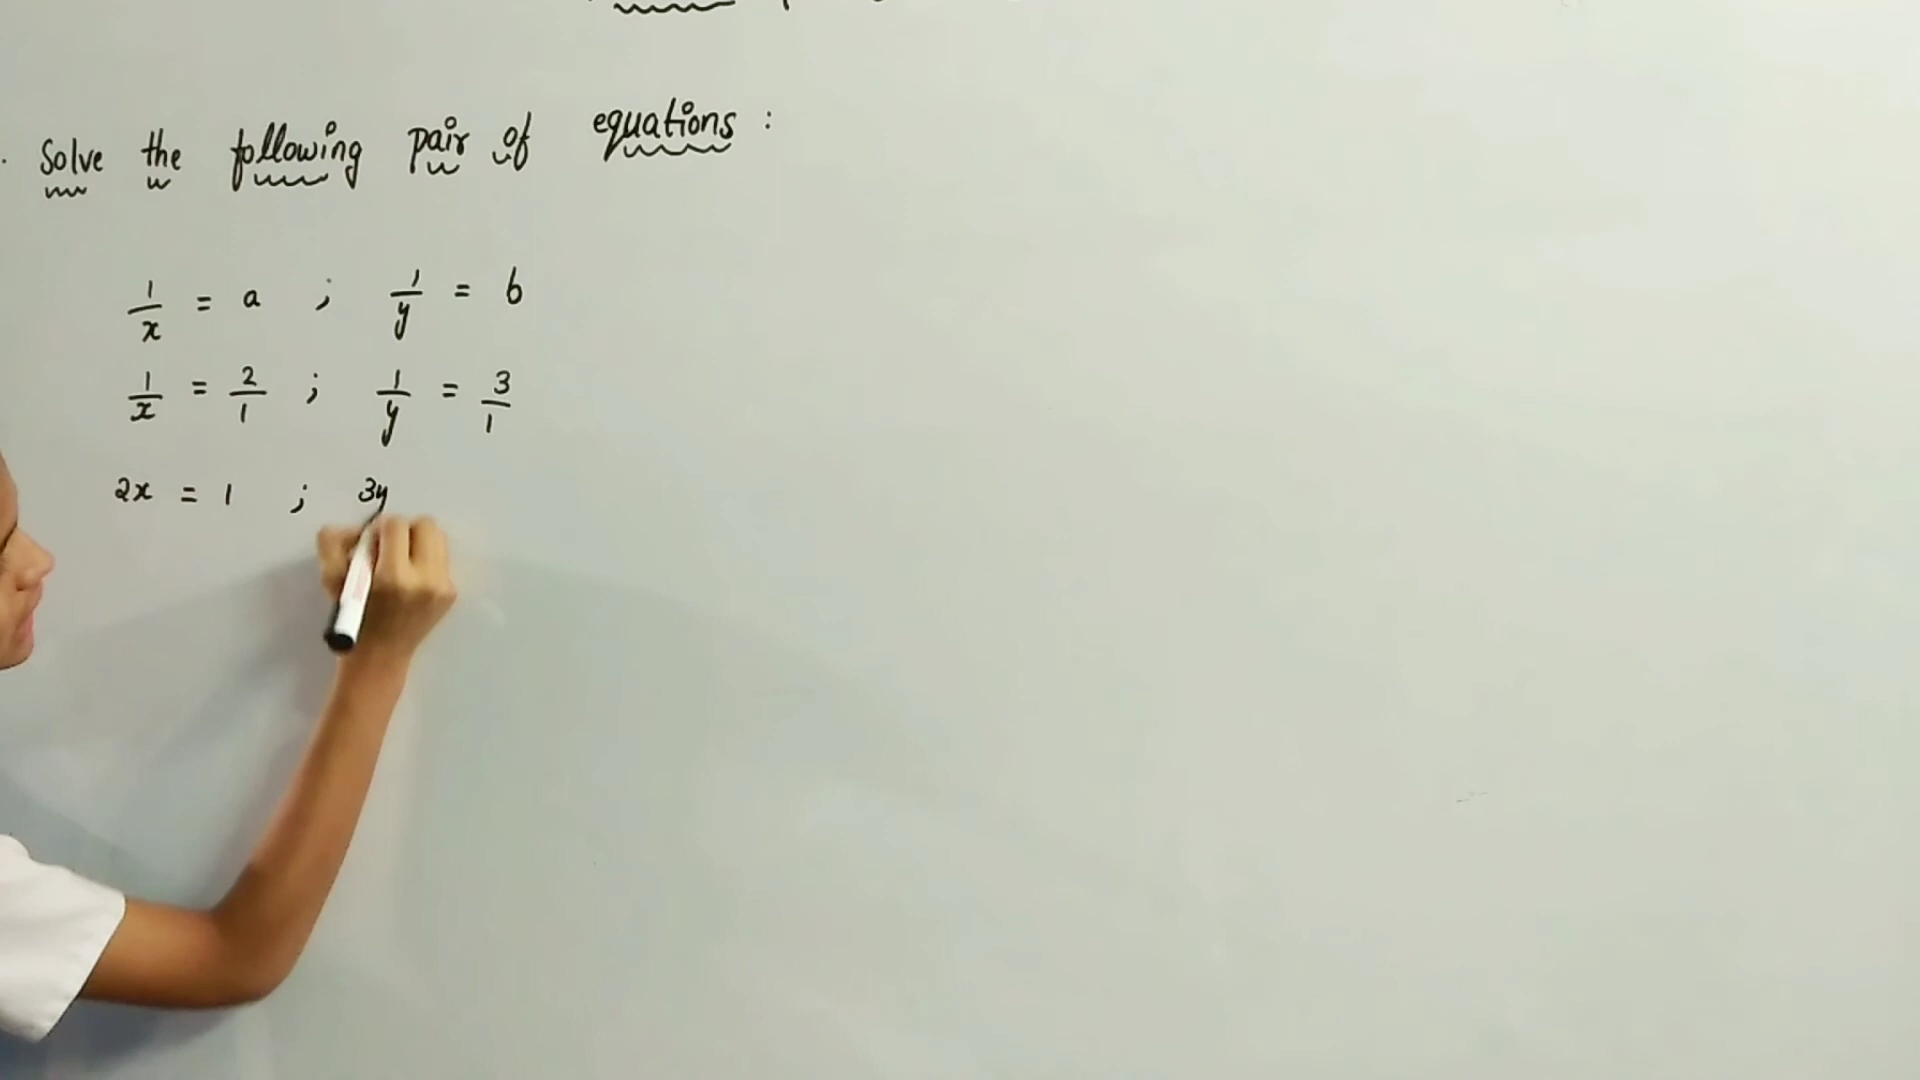 Solve the following pair of equations :
1/x = a ; 1/y = b
1/x = 2/1 ; 1/y = 3/1
2x = 1 ; 3y